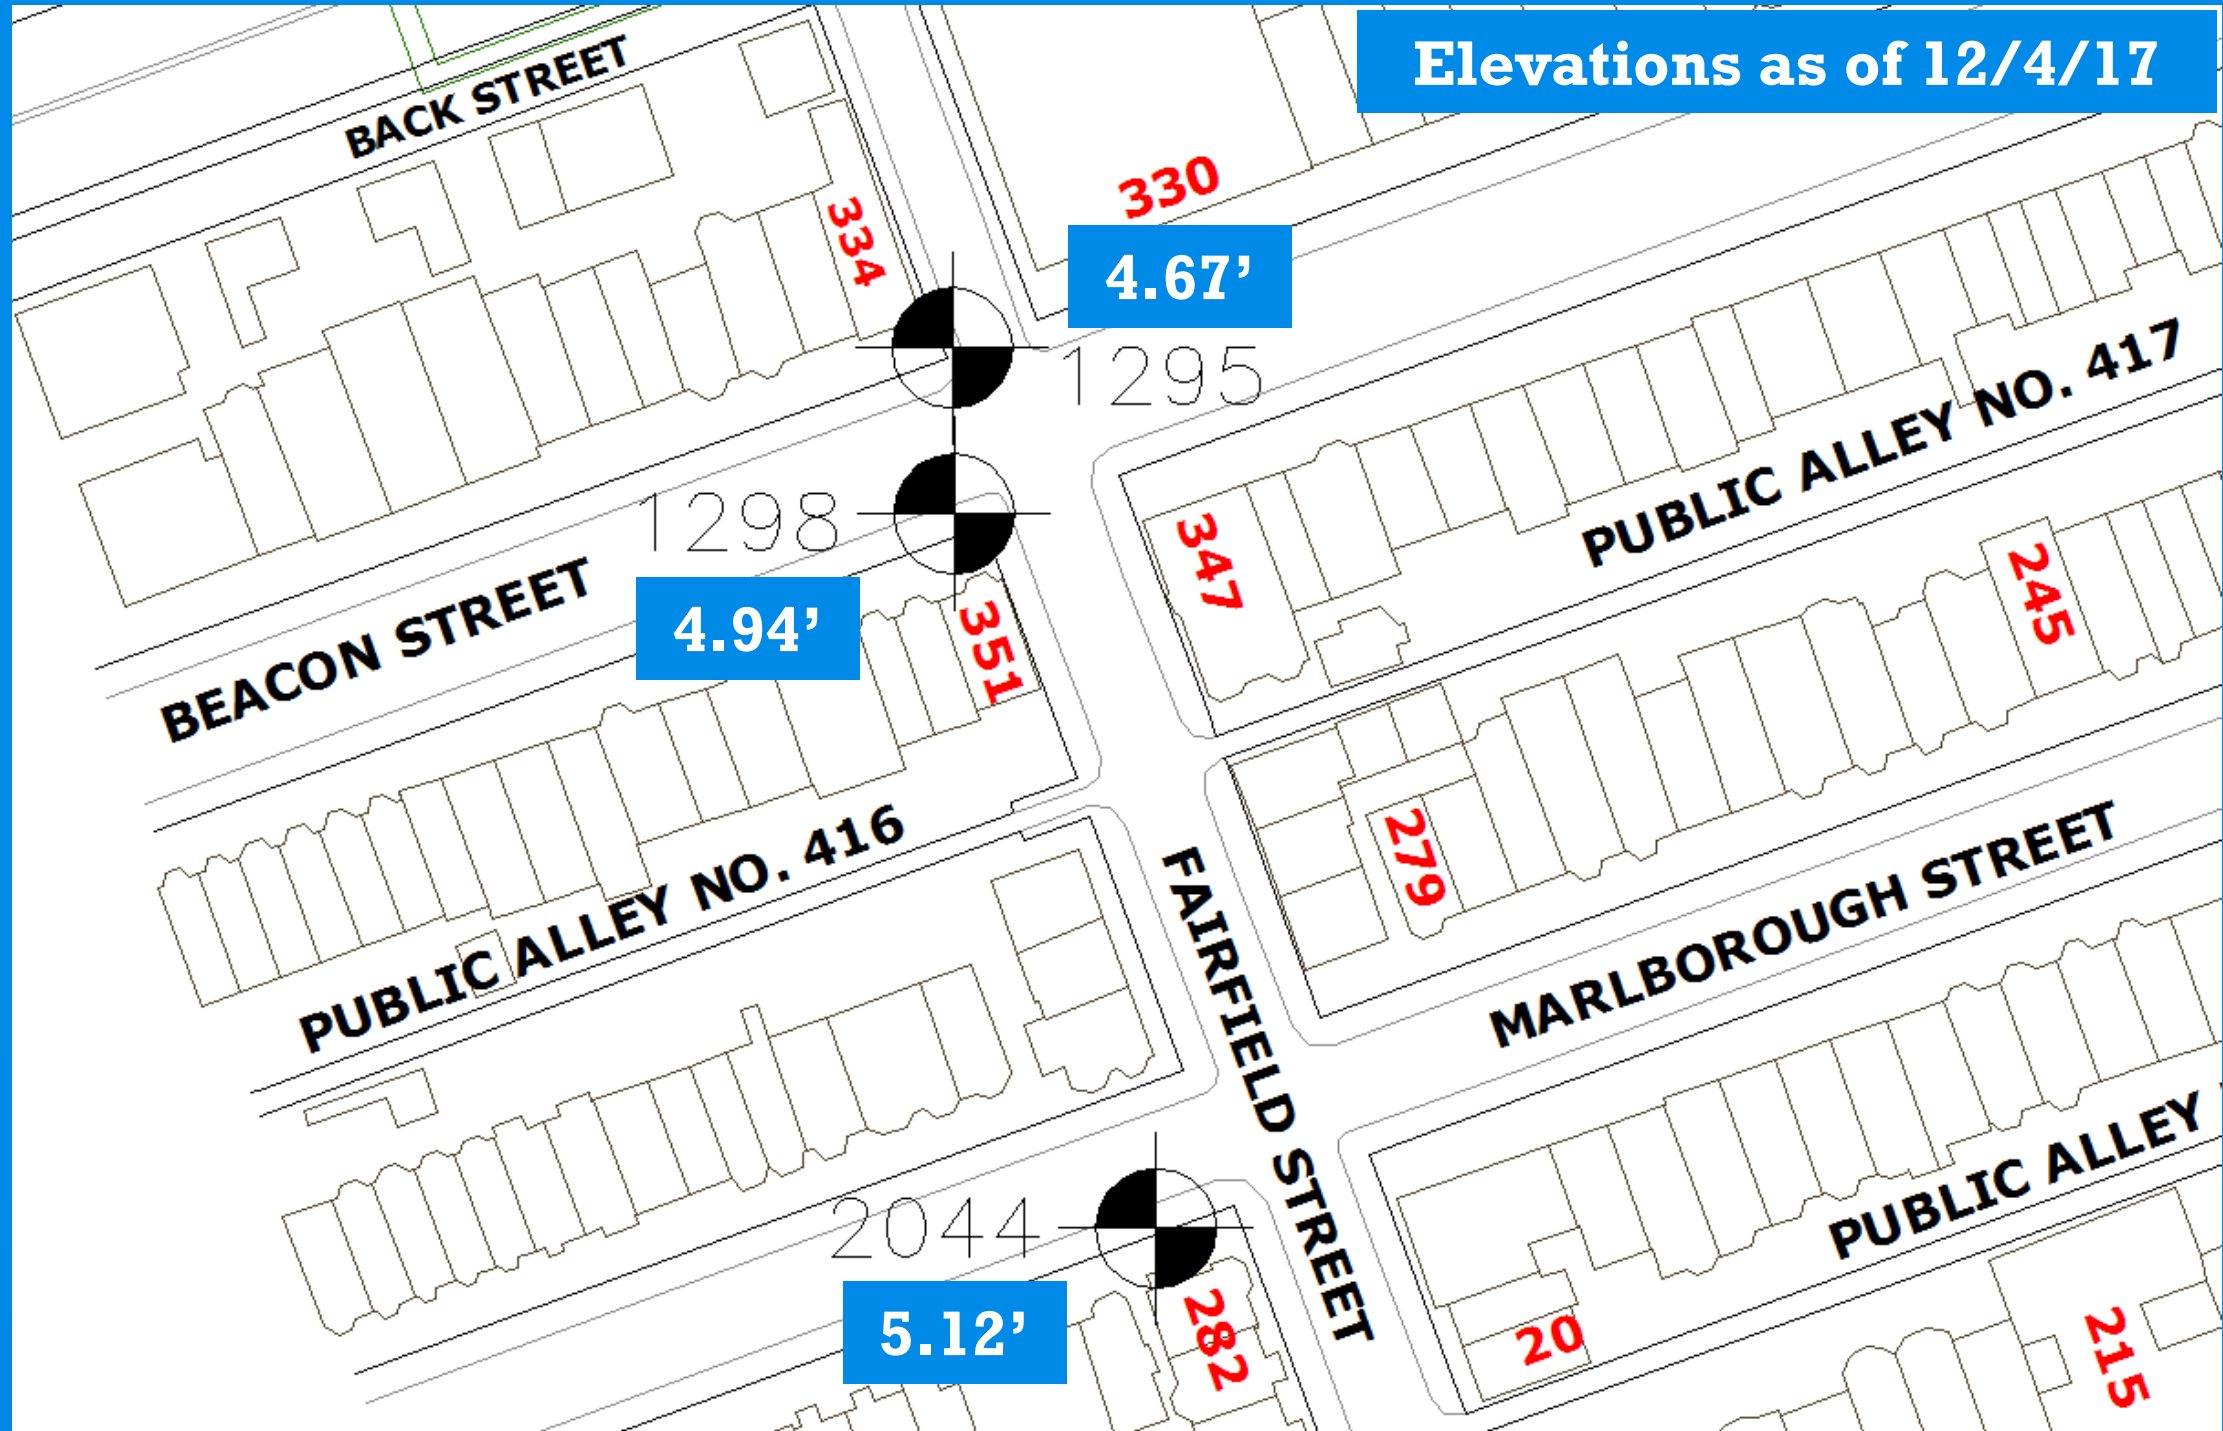 Elevations as of 12/4/17
BACK STREET
330
334
4.67’
1295
1298
4.94’
BEACON STREET
351
347
PUBLIC ALLEY NO. 417
245
PUBLIC ALLEY NO. 416
279
FAIRFIELD STREET
MARLBOROUGH STREET
2044
5.12’
282
20
PUBLIC ALLEY
215